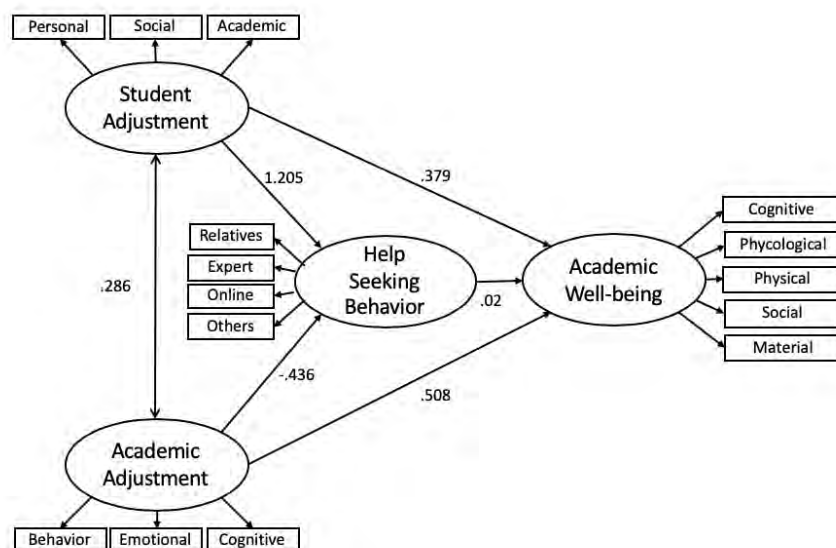 Personal
Social
Academic
Student
Adjustment
1.205
.379
Relatives
Expert
Online
Others
Help
Seeking
Behavior
.02
Academic
Well-being
Cognitive
Phycological
Physical
Social
Material
.286
-.436
.508
Academic
Adjustment
Behavior
Emotional
Cognitive